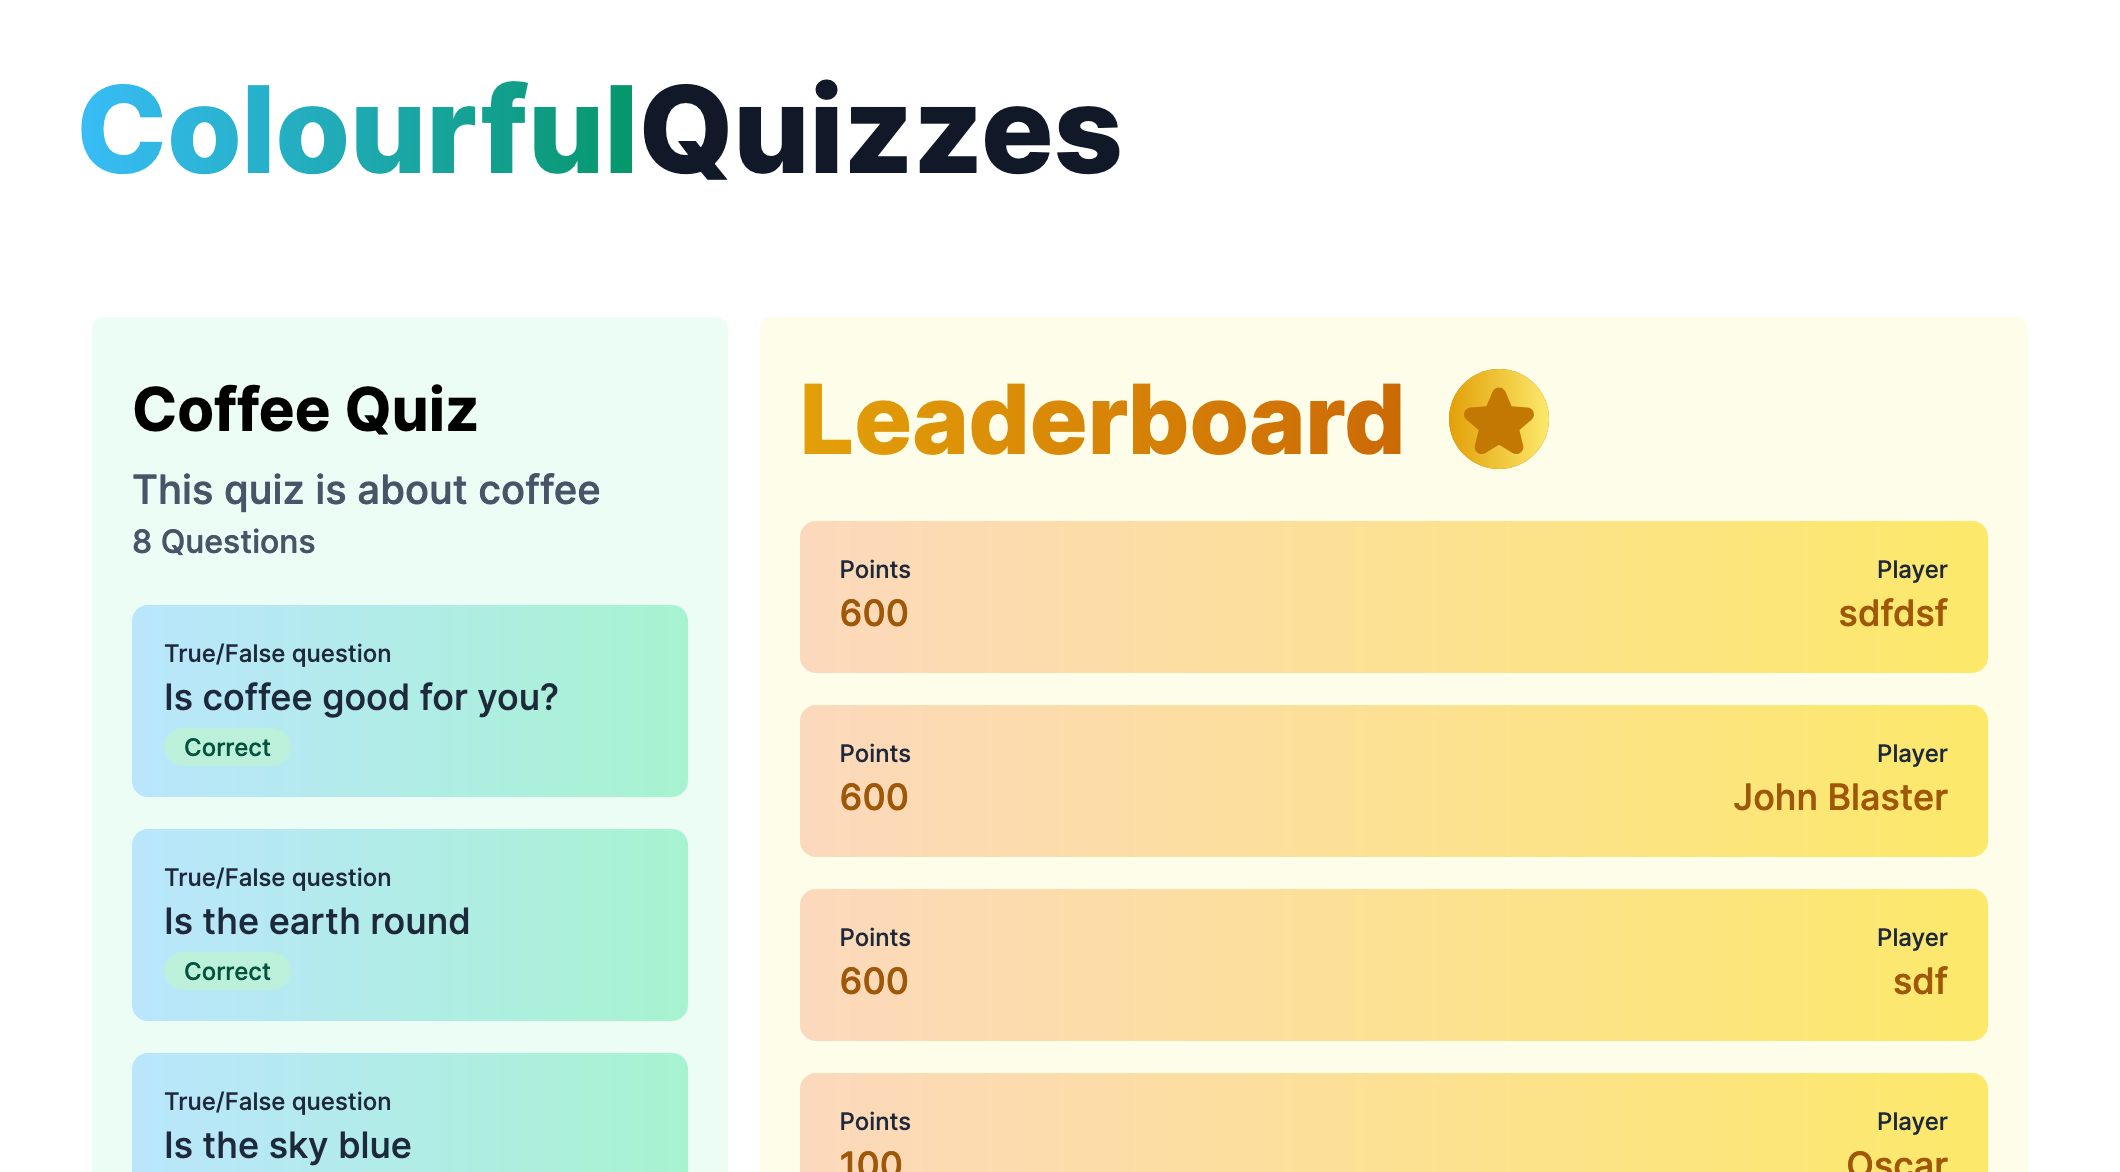 ColourfulQuizzes
Coffee Quiz
This quiz is about coffee
8 Questions
True/False question
Is coffee good for you?
Correct
True/False question
Is the earth round
Correct
True/False question
Is the sky blue
Leaderboard
Points
Player
600
sdfdsf
Points
Player
600
John Blaster
Points
Player
600
sdf
Points
Player
100
Oscar